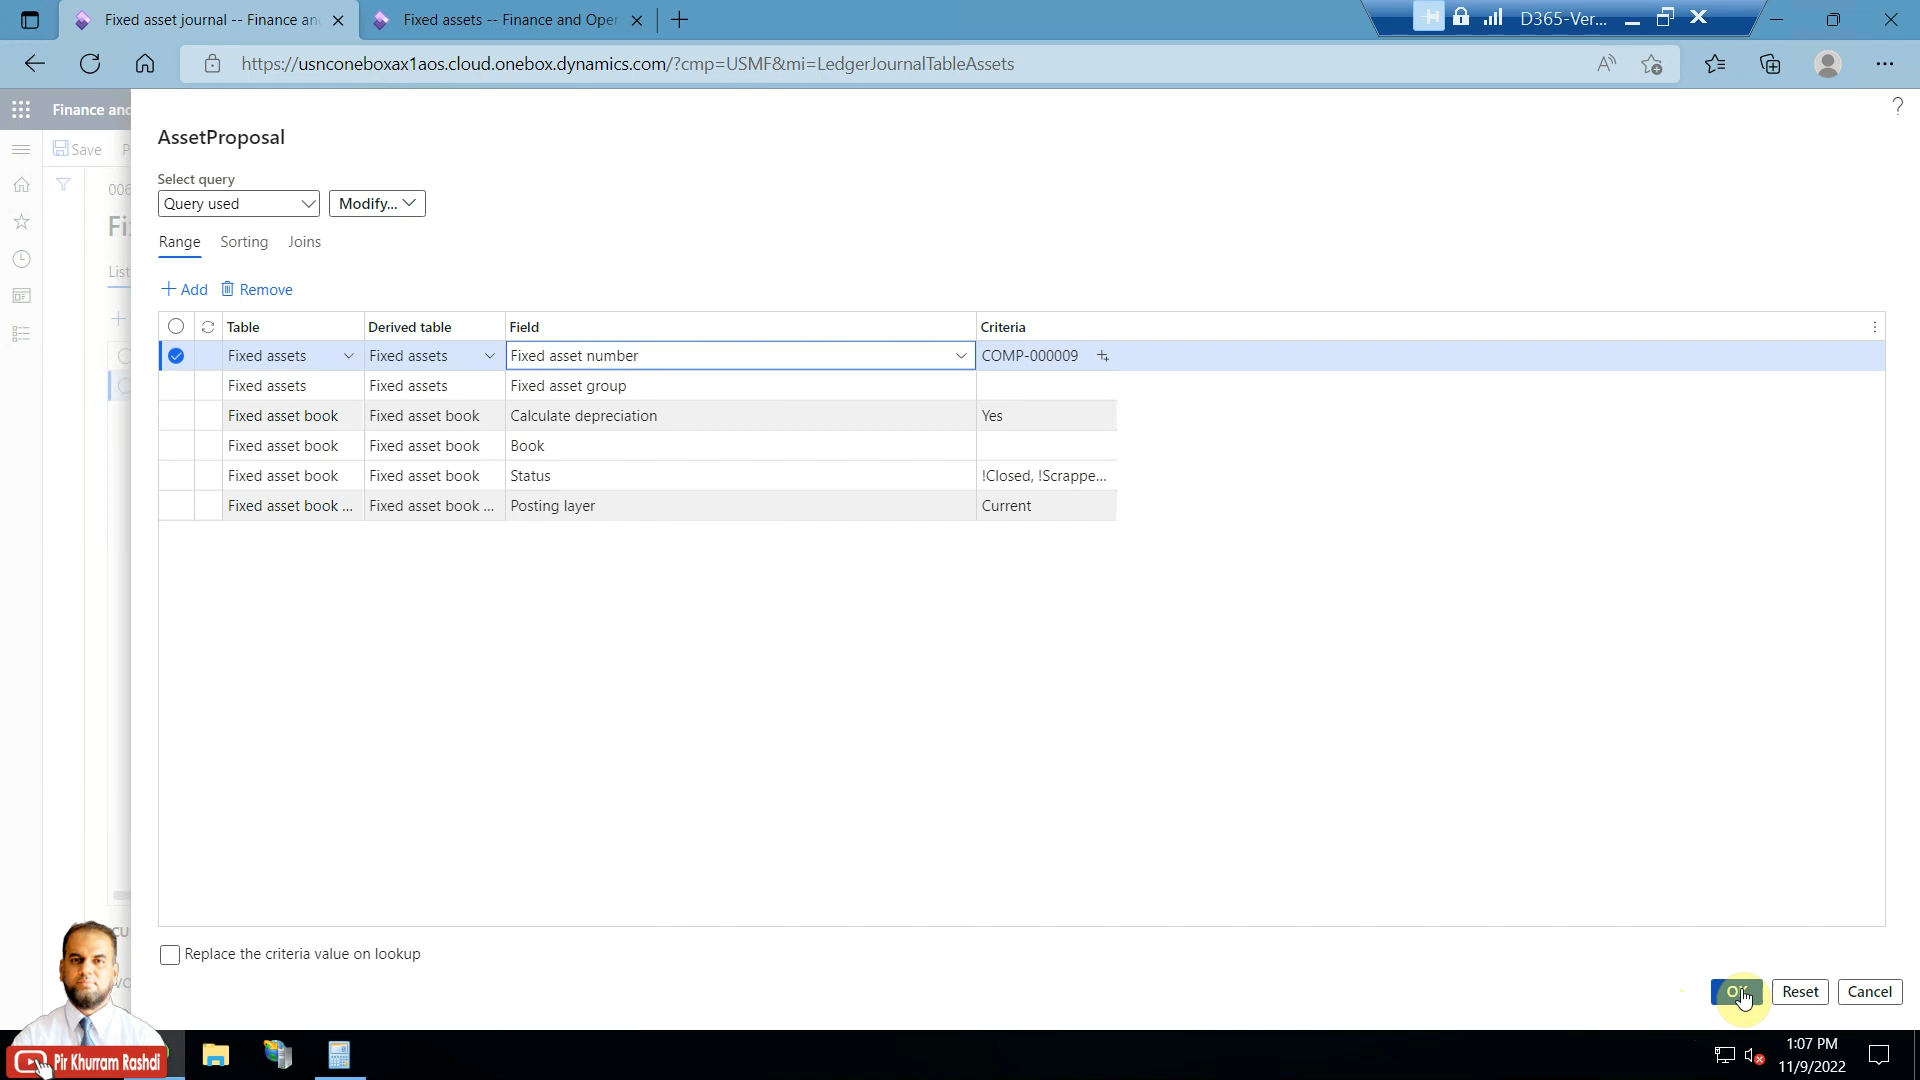 Fixed asset journal -- Finance an
Fixed assets -- Finance and Oper
D365-Ver...
https://usnconeboxax1aos.cloud.onebox.dynamics.com/?cmp=USMF&mi=LedgerJournalTableAssets
Finance and
?
Save P
AssetProposal
Select query
Query used
Modify...
006
Fi
Range Sorting Joins
List
Add Remove
Table Derived table Field Criteria
Fixed assets Fixed assets Fixed asset number COMP-000009
Fixed assets Fixed assets Fixed asset group
Fixed asset book Fixed asset book Calculate depreciation Yes
Fixed asset book Fixed asset book Book
Fixed asset book Fixed asset book Status !Closed, !Scrappe...
Fixed asset book ... Fixed asset book ... Posting layer Current
Replace the criteria value on lookup
OK Reset Cancel
Pir Khurram Rashdi
1:07 PM
11/9/2022